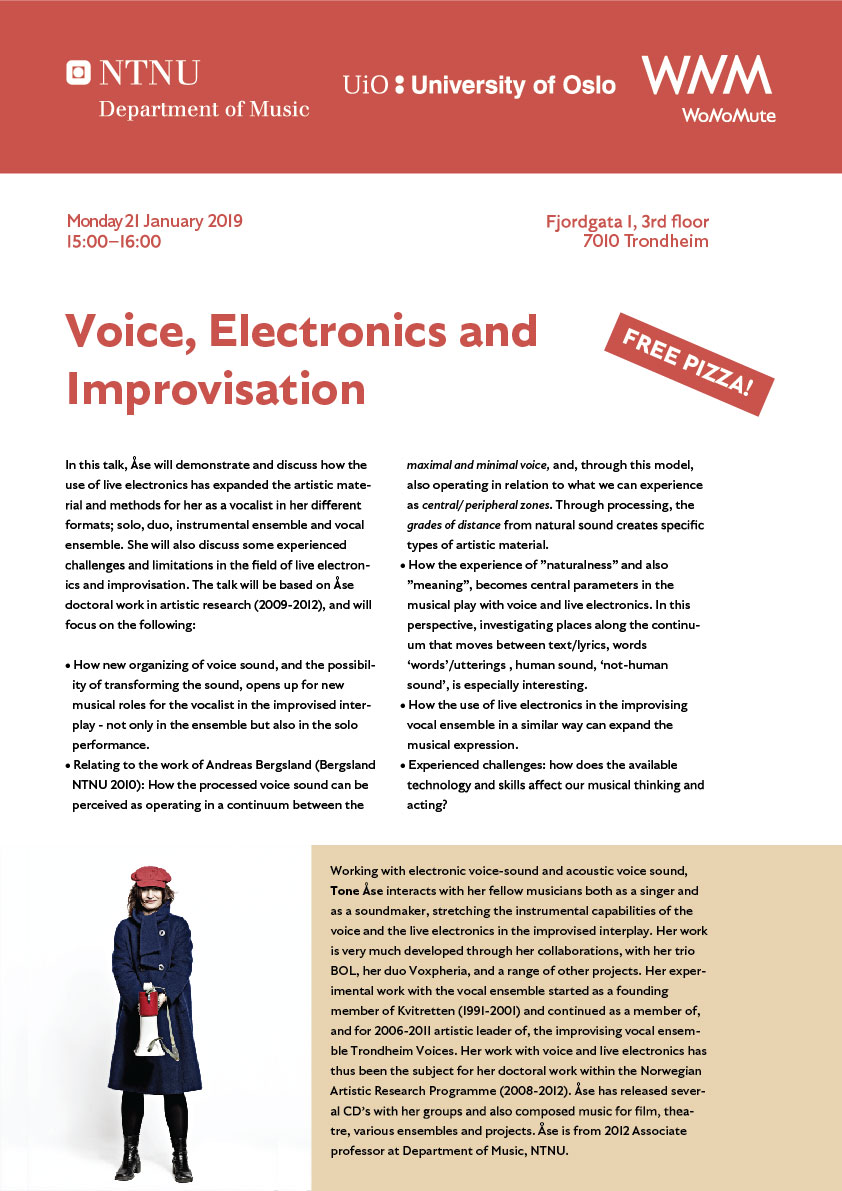 NTNU
Department of Music
UiO : University of Oslo
WNM
WoNoMute
Monday 21 January 2019
15:00–16:00
Fjordgata 1, 3rd floor
7010 Trondheim
Voice, Electronics and
Improvisation
FREE PIZZA!
In this talk, Åse will demonstrate and discuss how the
use of live electronics has expanded the artistic mate-
rial and methods for her as a vocalist in her different
formats; solo, duo, instrumental ensemble and vocal
ensemble. She will also discuss some experienced
challenges and limitations in the field of live electron-
ics and improvisation. The talk will be based on Åse
doctoral work in artistic research (2009-2012), and will
focus on the following:
• How new organizing of voice sound, and the possibil-
ity of transforming the sound, opens up for new
musical roles for the vocalist in the improvised inter-
play - not only in the ensemble but also in the solo
performance.
• Relating to the work of Andreas Bergsland (Bergsland
NTNU 2010): How the processed voice sound can be
perceived as operating in a continuum between the
maximal and minimal voice, and, through this model,
also operating in relation to what we can experience
as central/ peripheral zones. Through processing, the
grades of distance from natural sound creates specific
types of artistic material.
• How the experience of ”naturalness” and also
”meaning”, becomes central parameters in the
musical play with voice and live electronics. In this
perspective, investigating places along the continu-
um that moves between text/lyrics, words
‘words’/utterings , human sound, ‘not-human
sound’, is especially interesting.
• How the use of live electronics in the improvising
vocal ensemble in a similar way can expand the
musical expression.
• Experienced challenges: how does the available
technology and skills affect our musical thinking and
acting?
Working with electronic voice-sound and acoustic voice sound,
Tone Åse interacts with her fellow musicians both as a singer and
as a soundmaker, stretching the instrumental capabilities of the
voice and the live electronics in the improvised interplay. Her work
is very much developed through her collaborations, with her trio
BOL, her duo Voxpheria, and a range of other projects. Her exper-
imental work with the vocal ensemble started as a founding
member of Kvitretten (1991-2001) and continued as a member of,
and for 2006-2011 artistic leader of, the improvising vocal ensem-
ble Trondheim Voices. Her work with voice and live electronics has
thus been the subject for her doctoral work within the Norwegian
Artistic Research Programme (2008-2012). Åse has released sever-
al CD’s with her groups and also composed music for film, thea-
tre, various ensembles and projects. Åse is from 2012 Associate
professor at Department of Music, NTNU.